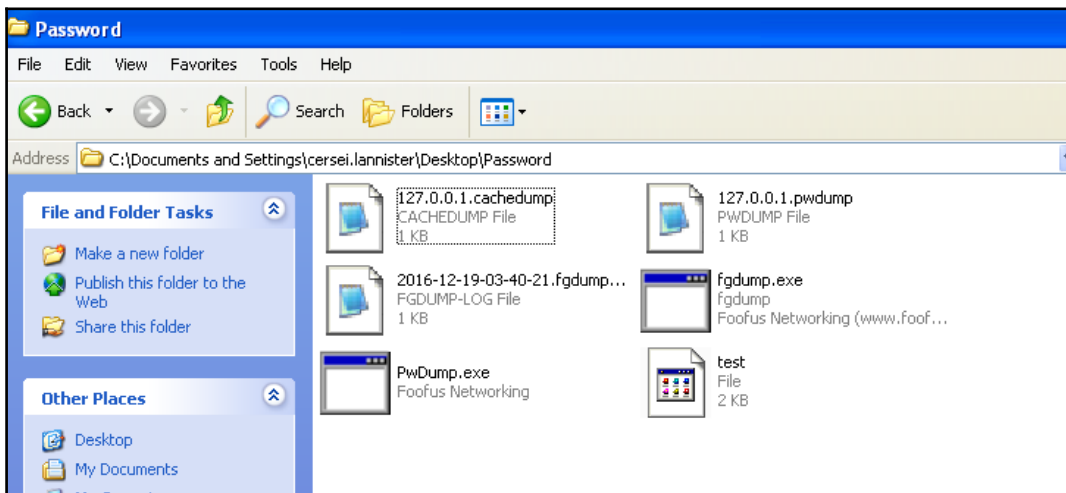 Password
File Edit View Favorites Tools Help
Back Search Folders
Address C:\Documents and Settings\cersei.lannister\Desktop\Password
File and Folder Tasks
Make a new folder
Publish this folder to the
Web
Share this folder
Other Places
Desktop
My Documents
127.0.0.1.cachedump
CACHEDUMP File
1 KB
127.0.0.1.pwdump
PWDUMP File
1 KB
2016-12-19-03-40-21.fgdump...
FGDUMP-LOG File
1 KB
fgdump.exe
fgdump
Foofus Networking (www.foof...
PwDump.exe
Foofus Networking
test
File
2 KB